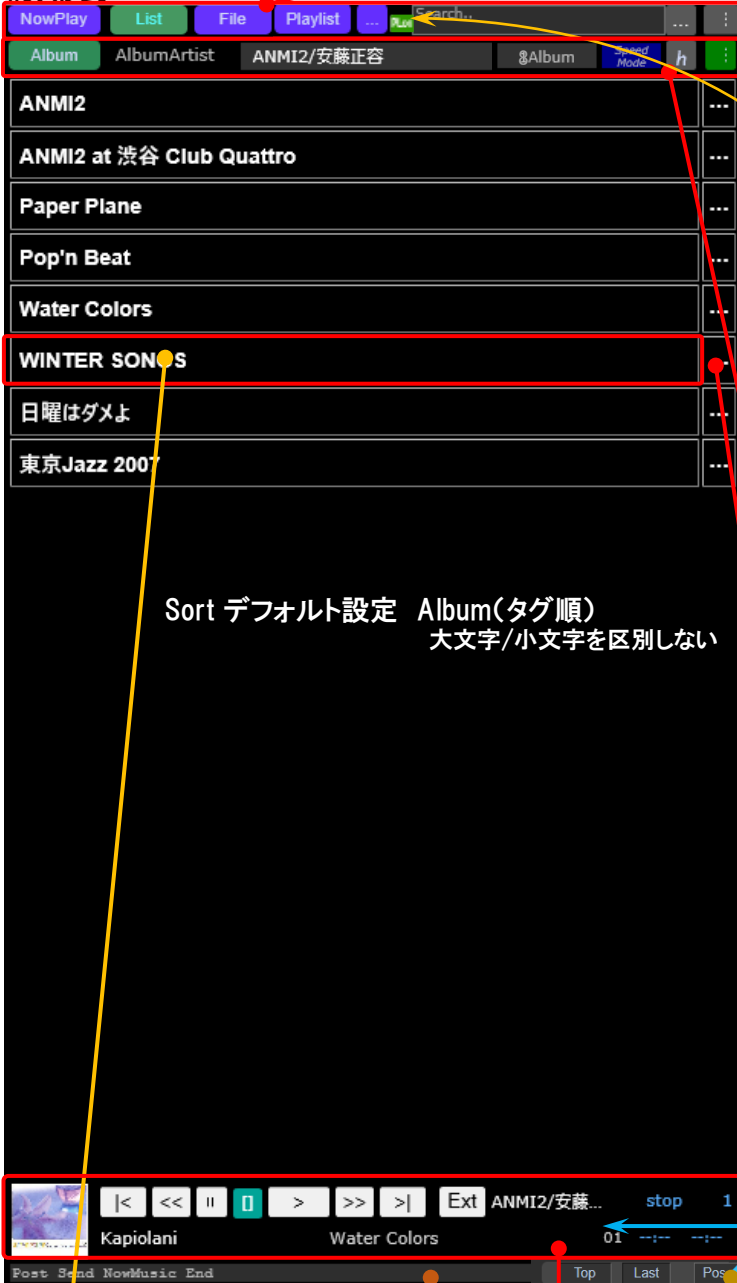 NowPlay List File Playlist ... PLot Search.. ... ⋮
Album AlbumArtist ANMI2/安藤正容 &Album Speed Mode h ⋮
ANMI2 ...
ANMI2 at 渋谷 Club Quattro ...
Paper Plane ...
Pop'n Beat ...
Water Colors ...
WINTER SONGS
日曜はダメよ ...
東京Jazz 2007 ...
Sort デフォルト設定 Album(タグ順)
大文字/小文字を区別しない
|< << II [] > >> >| Ext ANMI2/安藤... stop 1
Kapiolani Water Colors 01 --:-- --:--
Post Send NowMusic End Top Last Pos